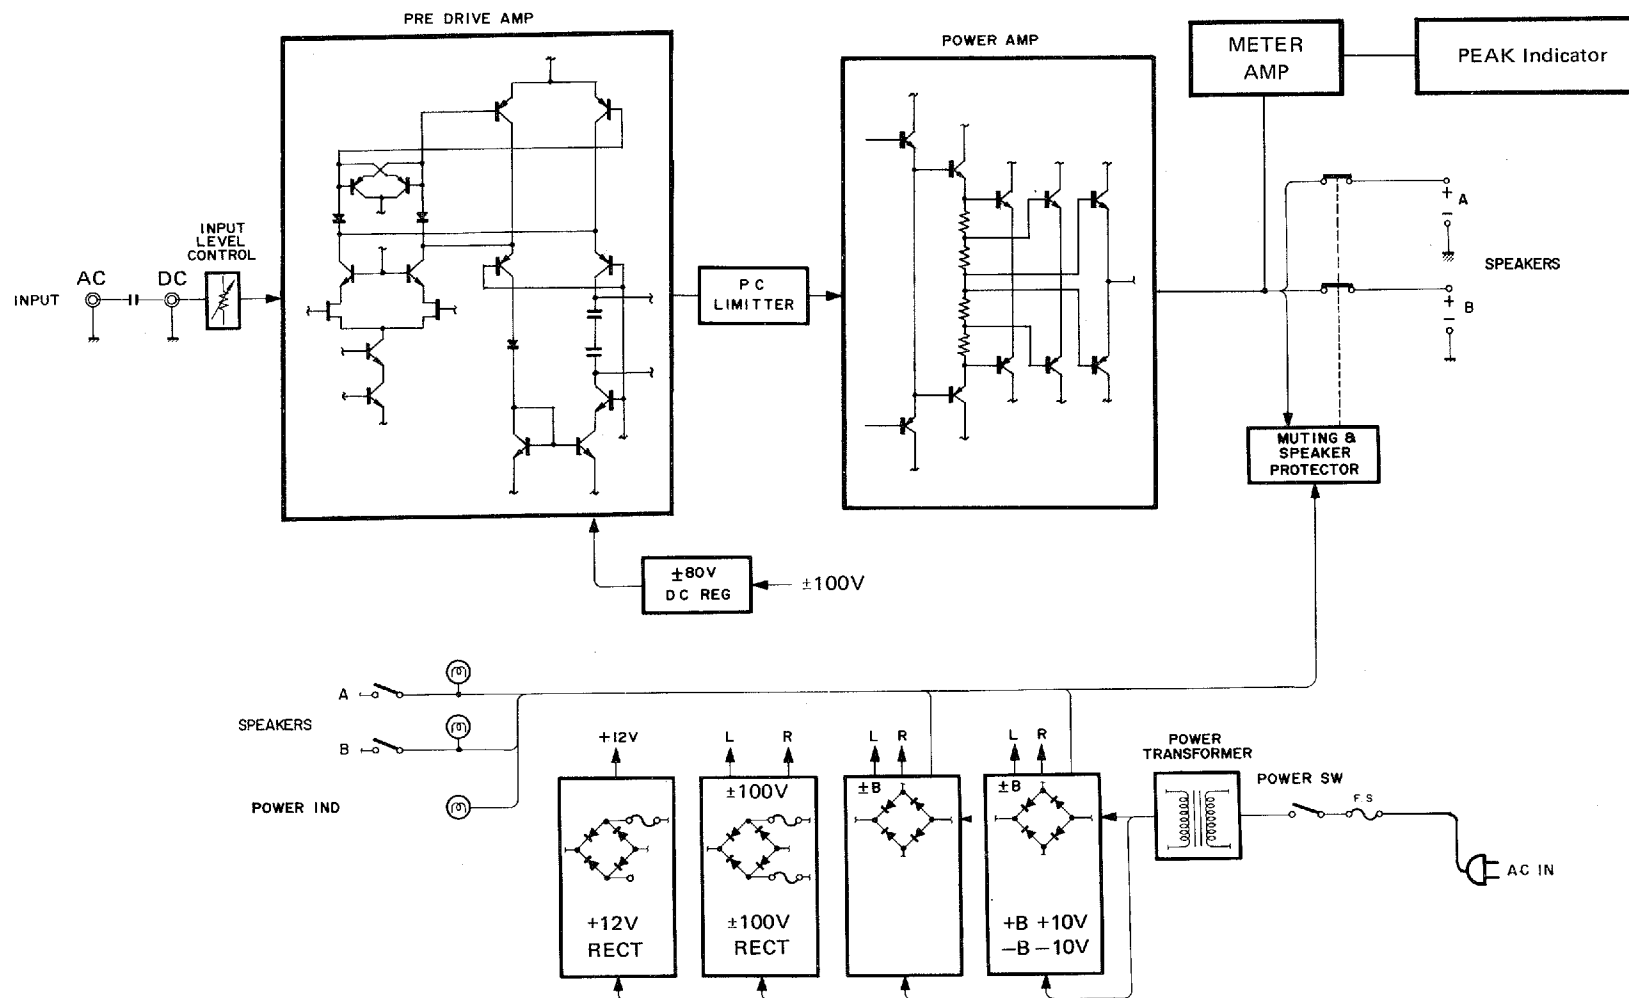 PRE DRIVE AMP
POWER AMP
METER
AMP
PEAK Indicator
INPUT
LEVEL
CONTROL
AC
DC
INPUT
P C
LIMITTER
+
A
−
SPEAKERS
+
B
−
MUTING &
SPEAKER
PROTECTOR
±80V
DC REG
±100V
A
SPEAKERS
B
POWER IND
+12V
L
R
L
R
L
R
±100V
±B
±B
+12V
RECT
±100V
RECT
+B +10V
−B −10V
POWER
TRANSFORMER
POWER SW
F.S
AC IN